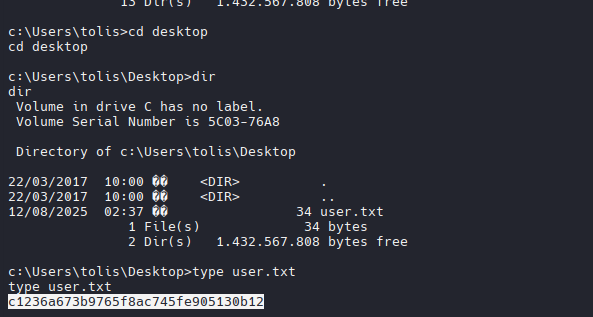 13 Dir(s)   1.432.567.808 bytes free
c:\Users\tolis>cd desktop
cd desktop
c:\Users\tolis\Desktop>dir
dir
 Volume in drive C has no label.
 Volume Serial Number is 5C03-76A8
 Directory of c:\Users\tolis\Desktop
22/03/2017  10:00 ��    <DIR>          .
22/03/2017  10:00 ��    <DIR>          ..
12/08/2025  02:37 ��                34 user.txt
               1 File(s)             34 bytes
               2 Dir(s)   1.432.567.808 bytes free
c:\Users\tolis\Desktop>type user.txt
type user.txt
c1236a673b9765f8ac745fe905130b12